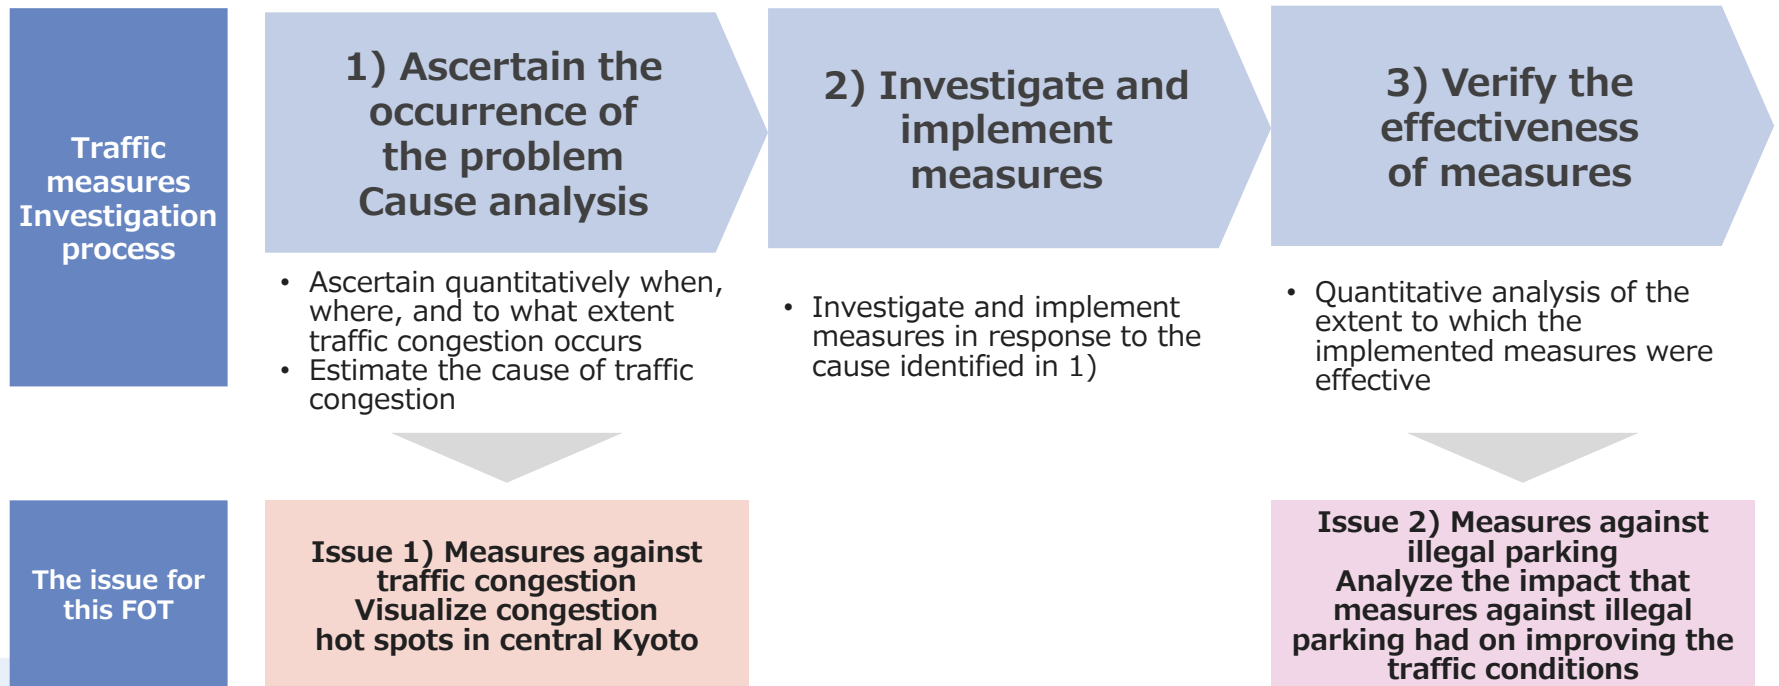 Traffic
measures
Investigation
process
1) Ascertain the
occurrence of
the problem
Cause analysis
2) Investigate and
implement
measures
3) Verify the
effectiveness
of measures
• Ascertain quantitatively when,
where, and to what extent
traffic congestion occurs
• Estimate the cause of traffic
congestion
• Investigate and implement
measures in response to the
cause identified in 1)
• Quantitative analysis of the
extent to which the
implemented measures were
effective
The issue for
this FOT
Issue 1) Measures against
traffic congestion
Visualize congestion
hot spots in central Kyoto
Issue 2) Measures against
illegal parking
Analyze the impact that
measures against illegal
parking had on improving the
traffic conditions